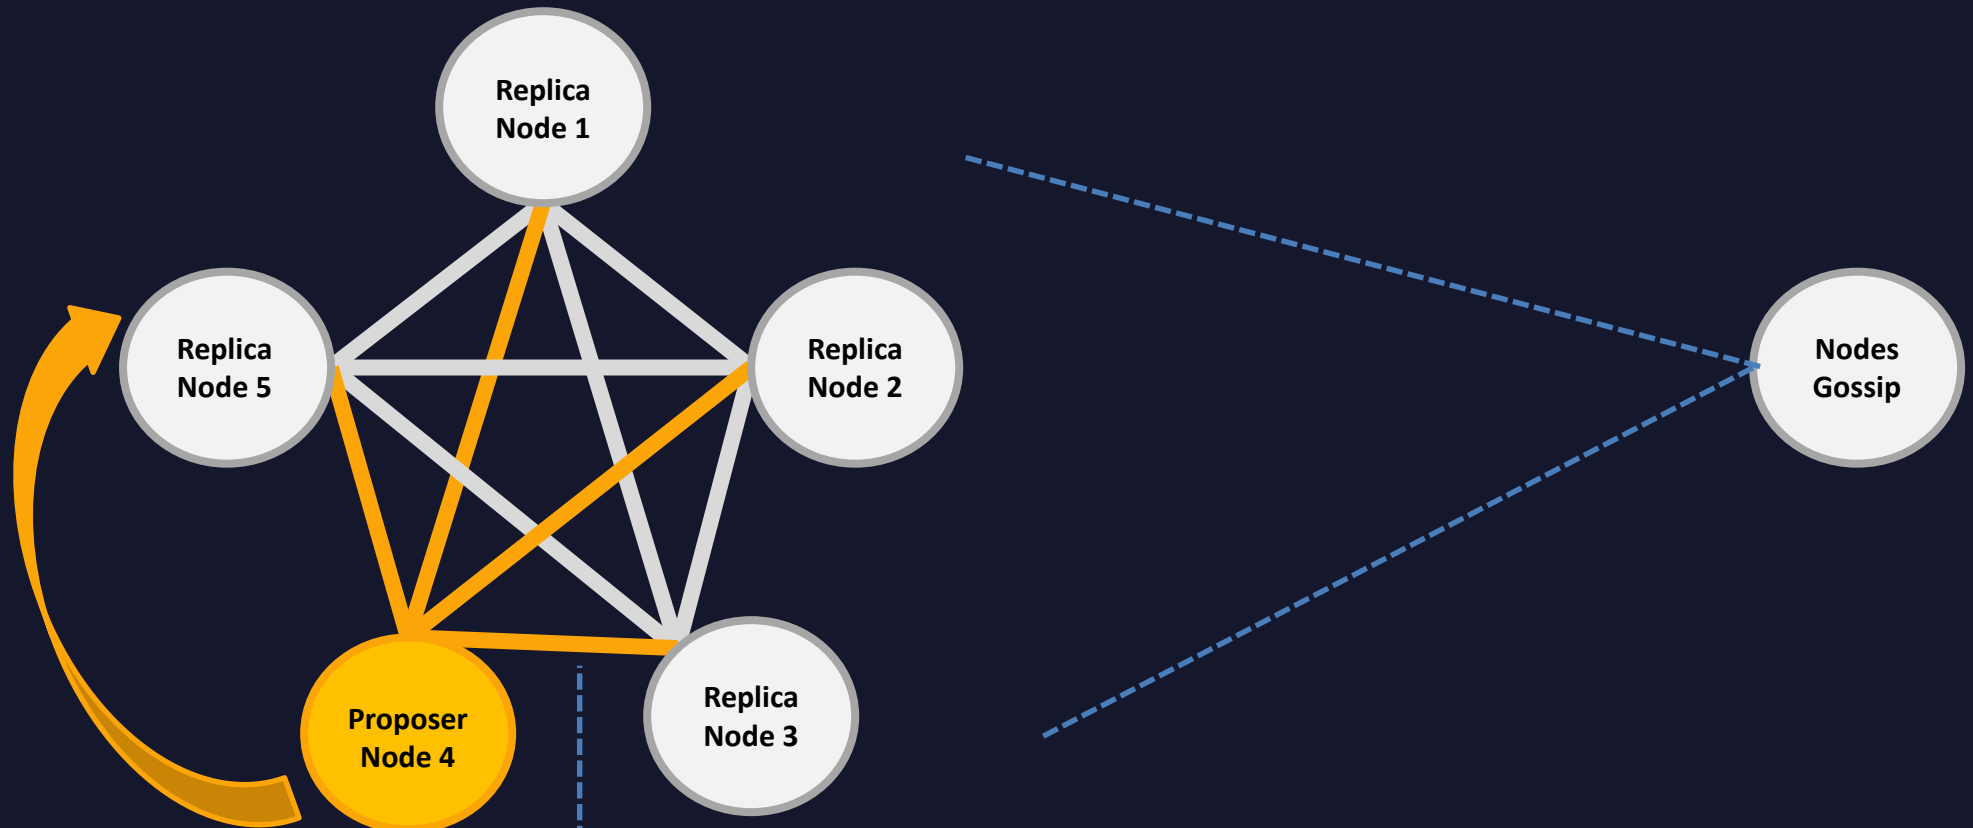 Replica
Node 1
Replica
Node 5
Replica
Node 2
Nodes
Gossip
Proposer
Node 4
Replica
Node 3